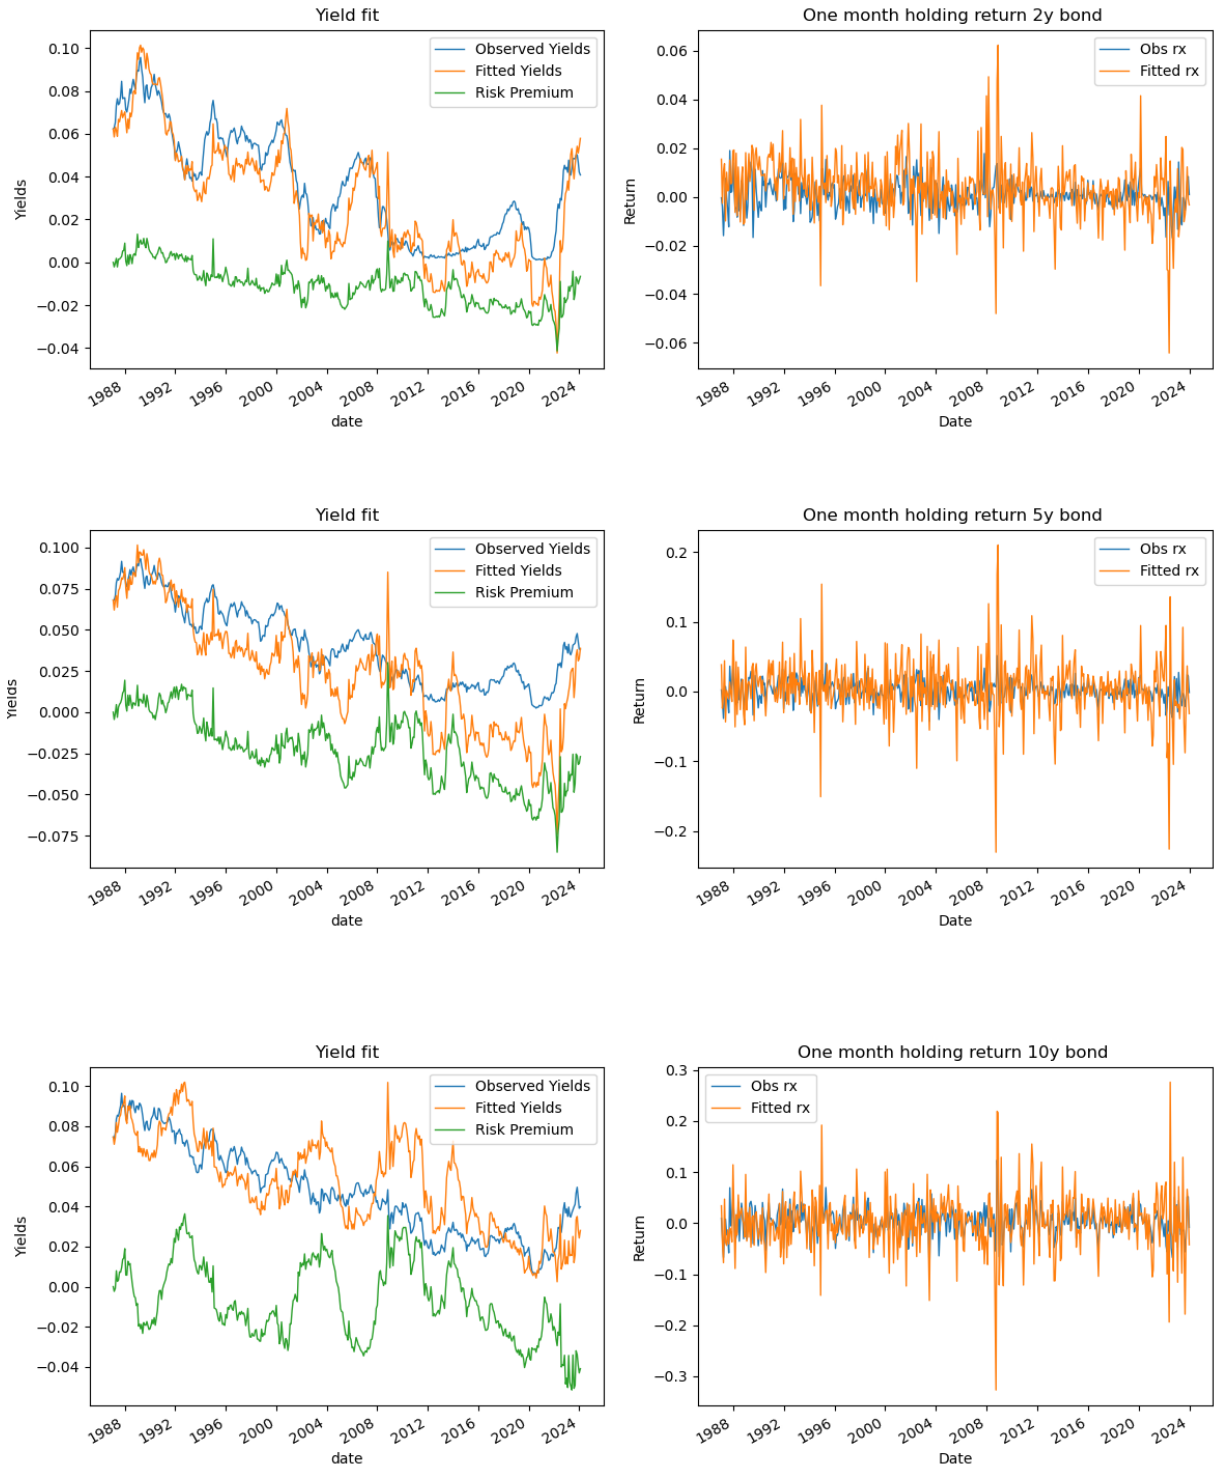 Yield fit
One month holding return 2y bond
Observed Yields
Fitted Yields
Risk Premium
Obs rx
Fitted rx
Yields
0.10
0.08
0.06
0.04
0.02
0.00
−0.02
−0.04
Return
0.06
0.04
0.02
0.00
−0.02
−0.04
−0.06
1988 1992 1996 2000 2004 2008 2012 2016 2020 2024
date
1988 1992 1996 2000 2004 2008 2012 2016 2020 2024
Date
Yield fit
One month holding return 5y bond
Observed Yields
Fitted Yields
Risk Premium
Obs rx
Fitted rx
Yields
0.100
0.075
0.050
0.025
0.000
−0.025
−0.050
−0.075
Return
0.2
0.1
0.0
−0.1
−0.2
1988 1992 1996 2000 2004 2008 2012 2016 2020 2024
date
1988 1992 1996 2000 2004 2008 2012 2016 2020 2024
Date
Yield fit
One month holding return 10y bond
Observed Yields
Fitted Yields
Risk Premium
Obs rx
Fitted rx
Yields
0.10
0.08
0.06
0.04
0.02
0.00
−0.02
−0.04
Return
0.3
0.2
0.1
0.0
−0.1
−0.2
−0.3
1988 1992 1996 2000 2004 2008 2012 2016 2020 2024
date
1988 1992 1996 2000 2004 2008 2012 2016 2020 2024
Date